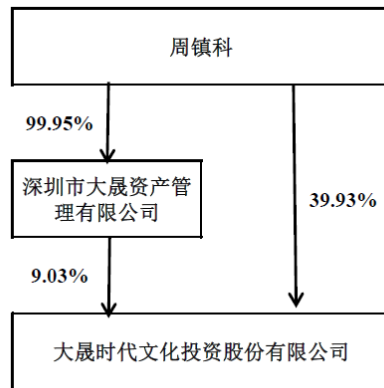 周镇科
99.95%
深圳市大晟资产管
理有限公司
39.93%
9.03%
大晟时代文化投资股份有限公司